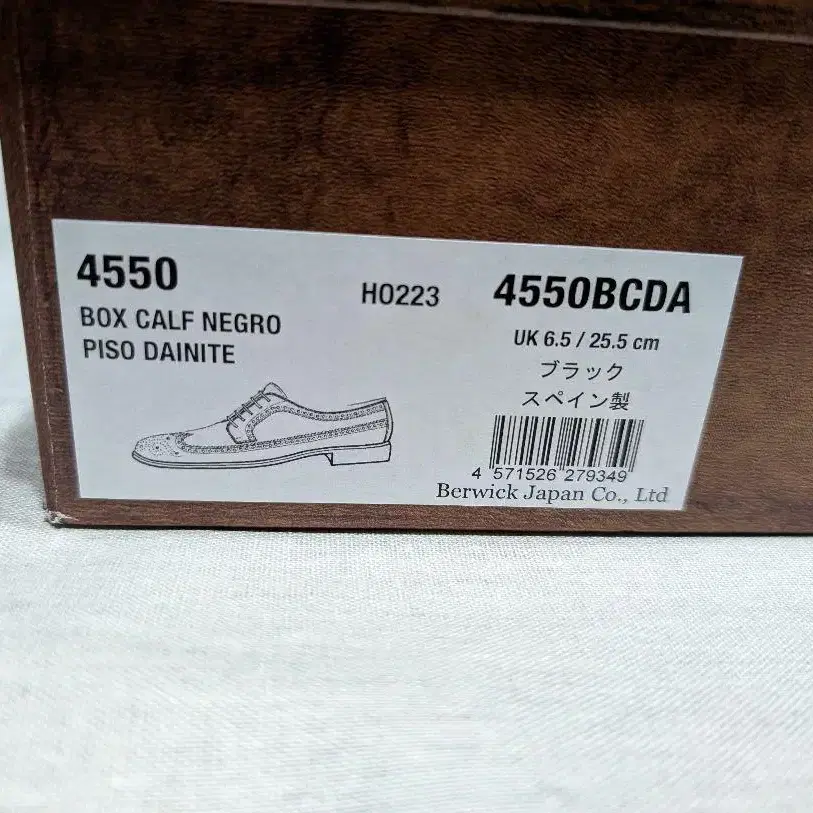 4550
BOX CALF NEGRO
PISO DAINITE
H0223
4550BCDA
UK 6.5 / 25.5 cm
ブラック
スペイン製
4 571526 279349
Berwick Japan Co., Ltd